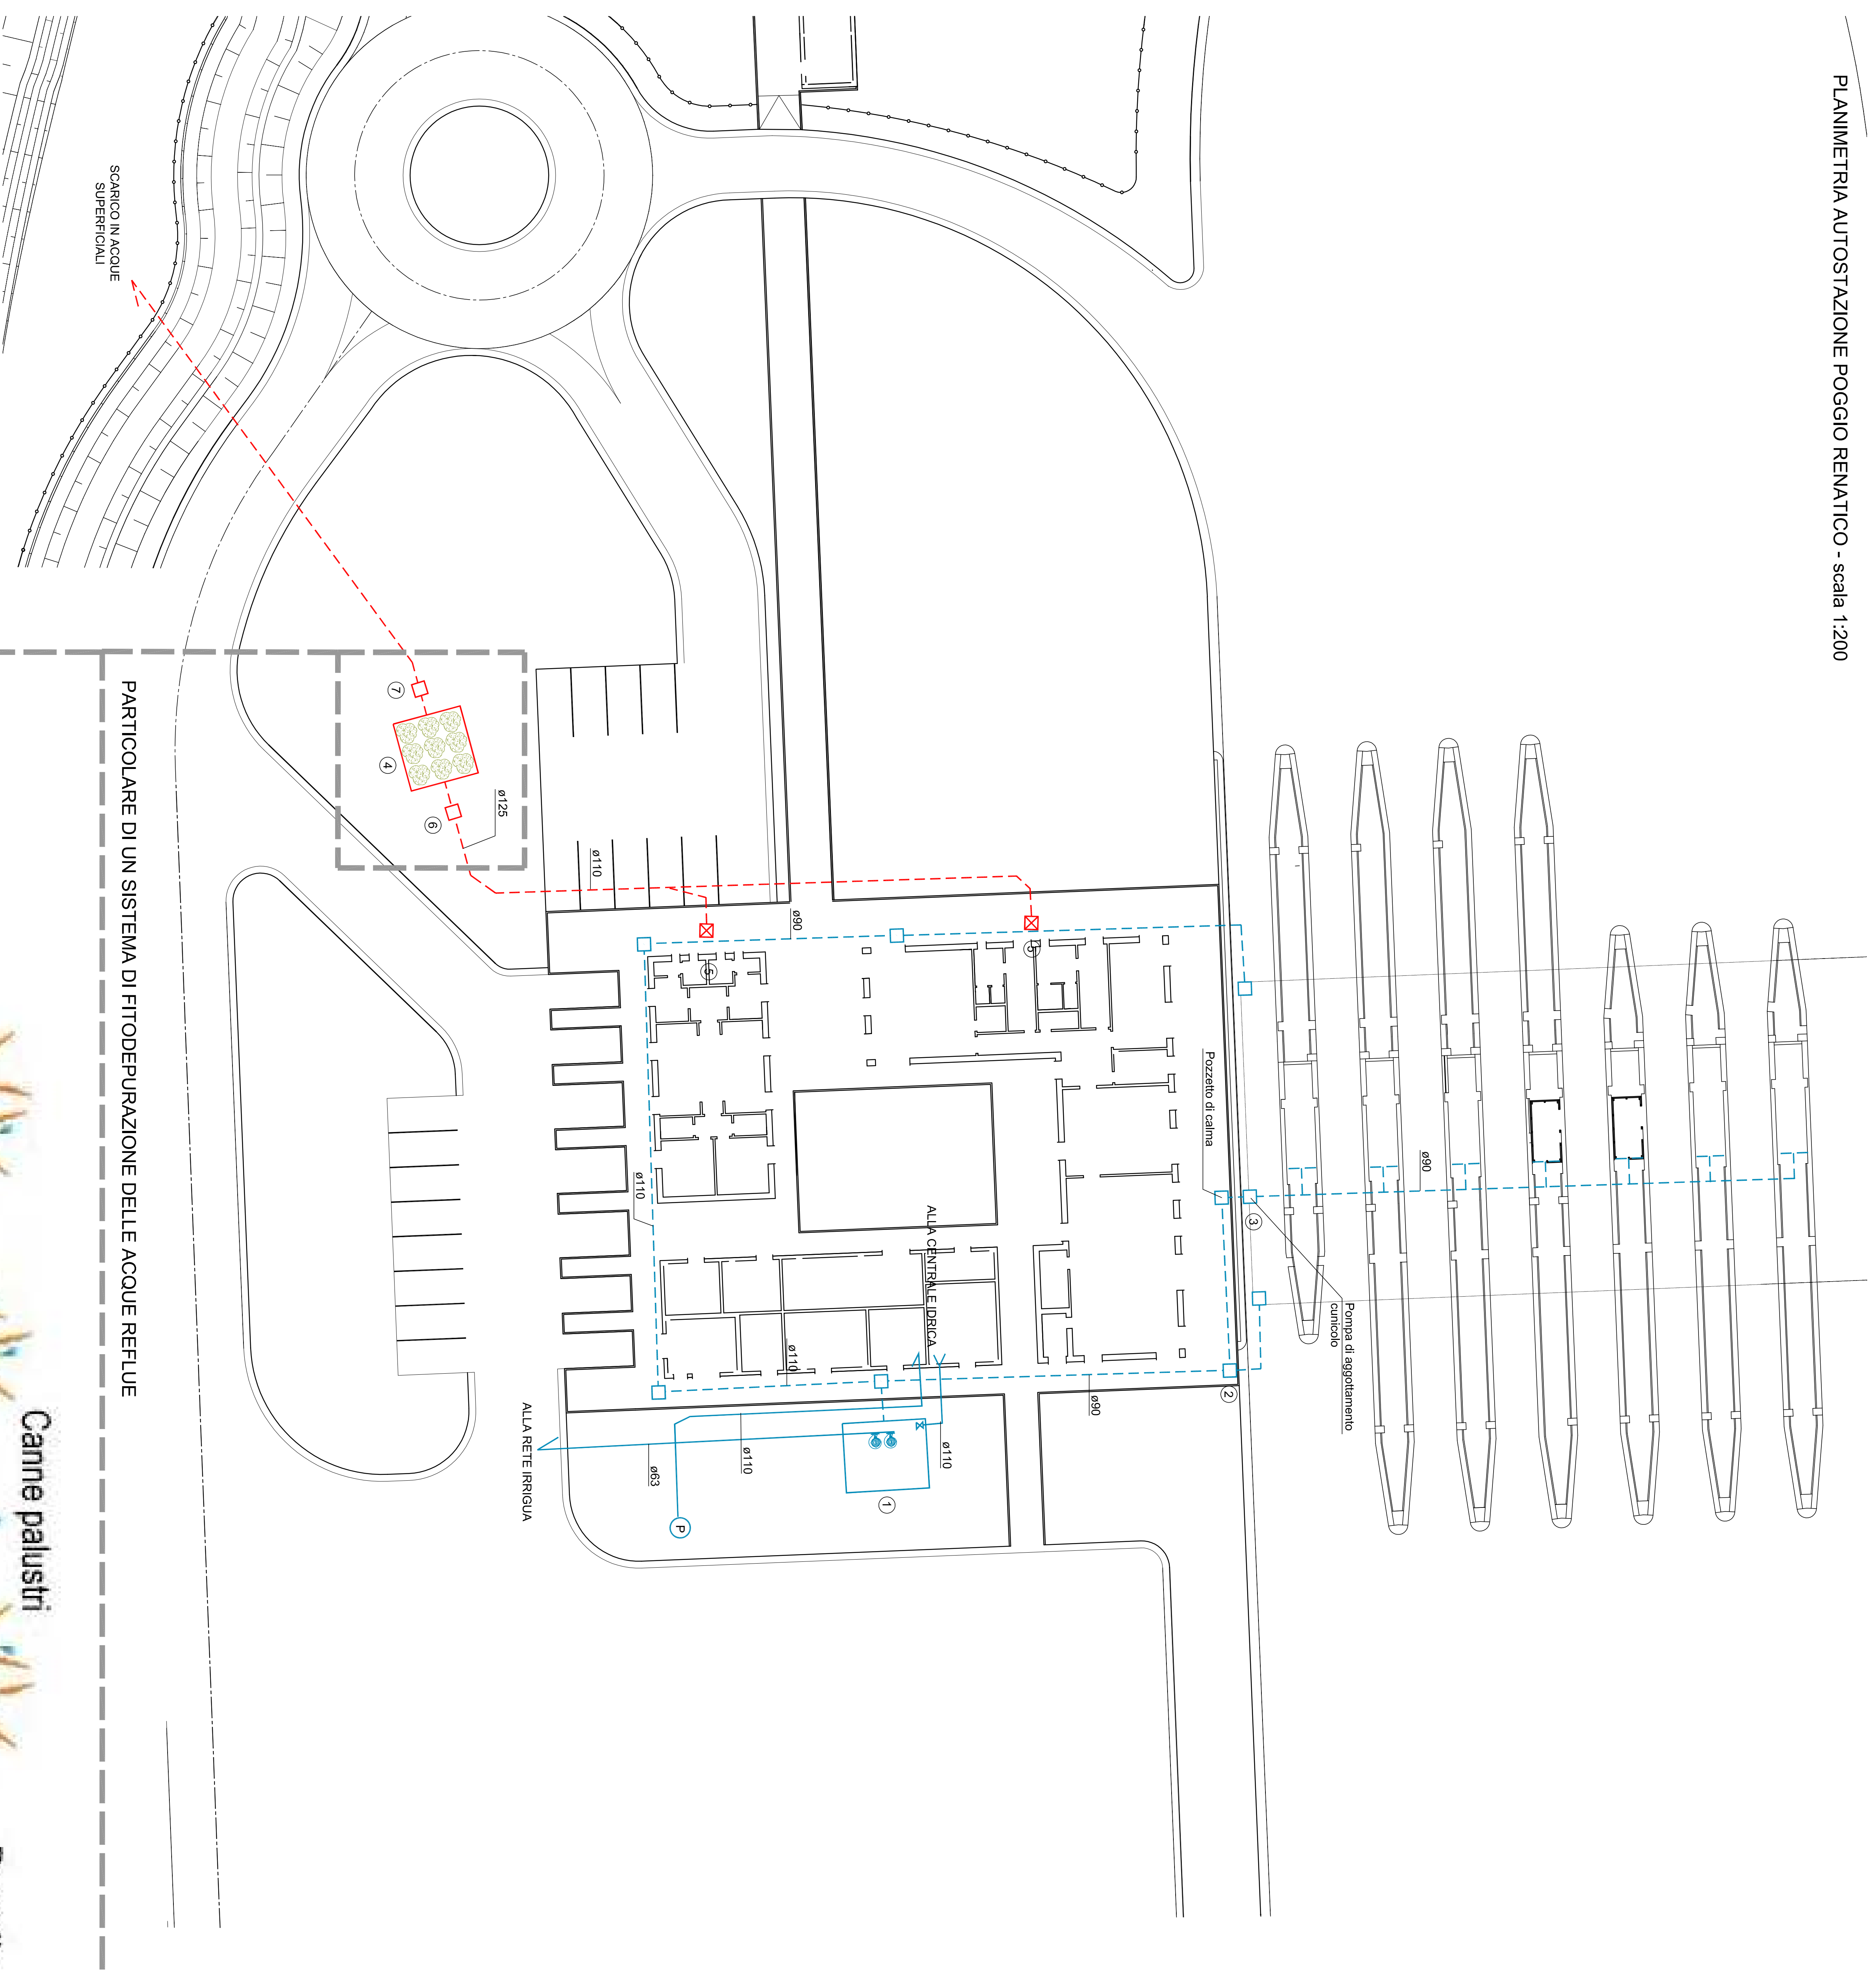 PLANIMETRIA AUTOSTAZIONE POGGIO RENATICO - scala 1:200
SCARICO IN ACQUE
SUPERFICIALI
ø90
Pompa di aggottamento
cunicolo
3
Pozzetto di calma
2
5
ø90
ø90
ALLA CENTRALE IDRICA
ø110
1
ø110
ø110
5
P
ø63
ø110
ø110
ALLA RETE IRRIGUA
ø125
6
4
7
PARTICOLARE DI UN SISTEMA DI FITODEPURAZIONE DELLE ACQUE REFLUE
Canne palustri